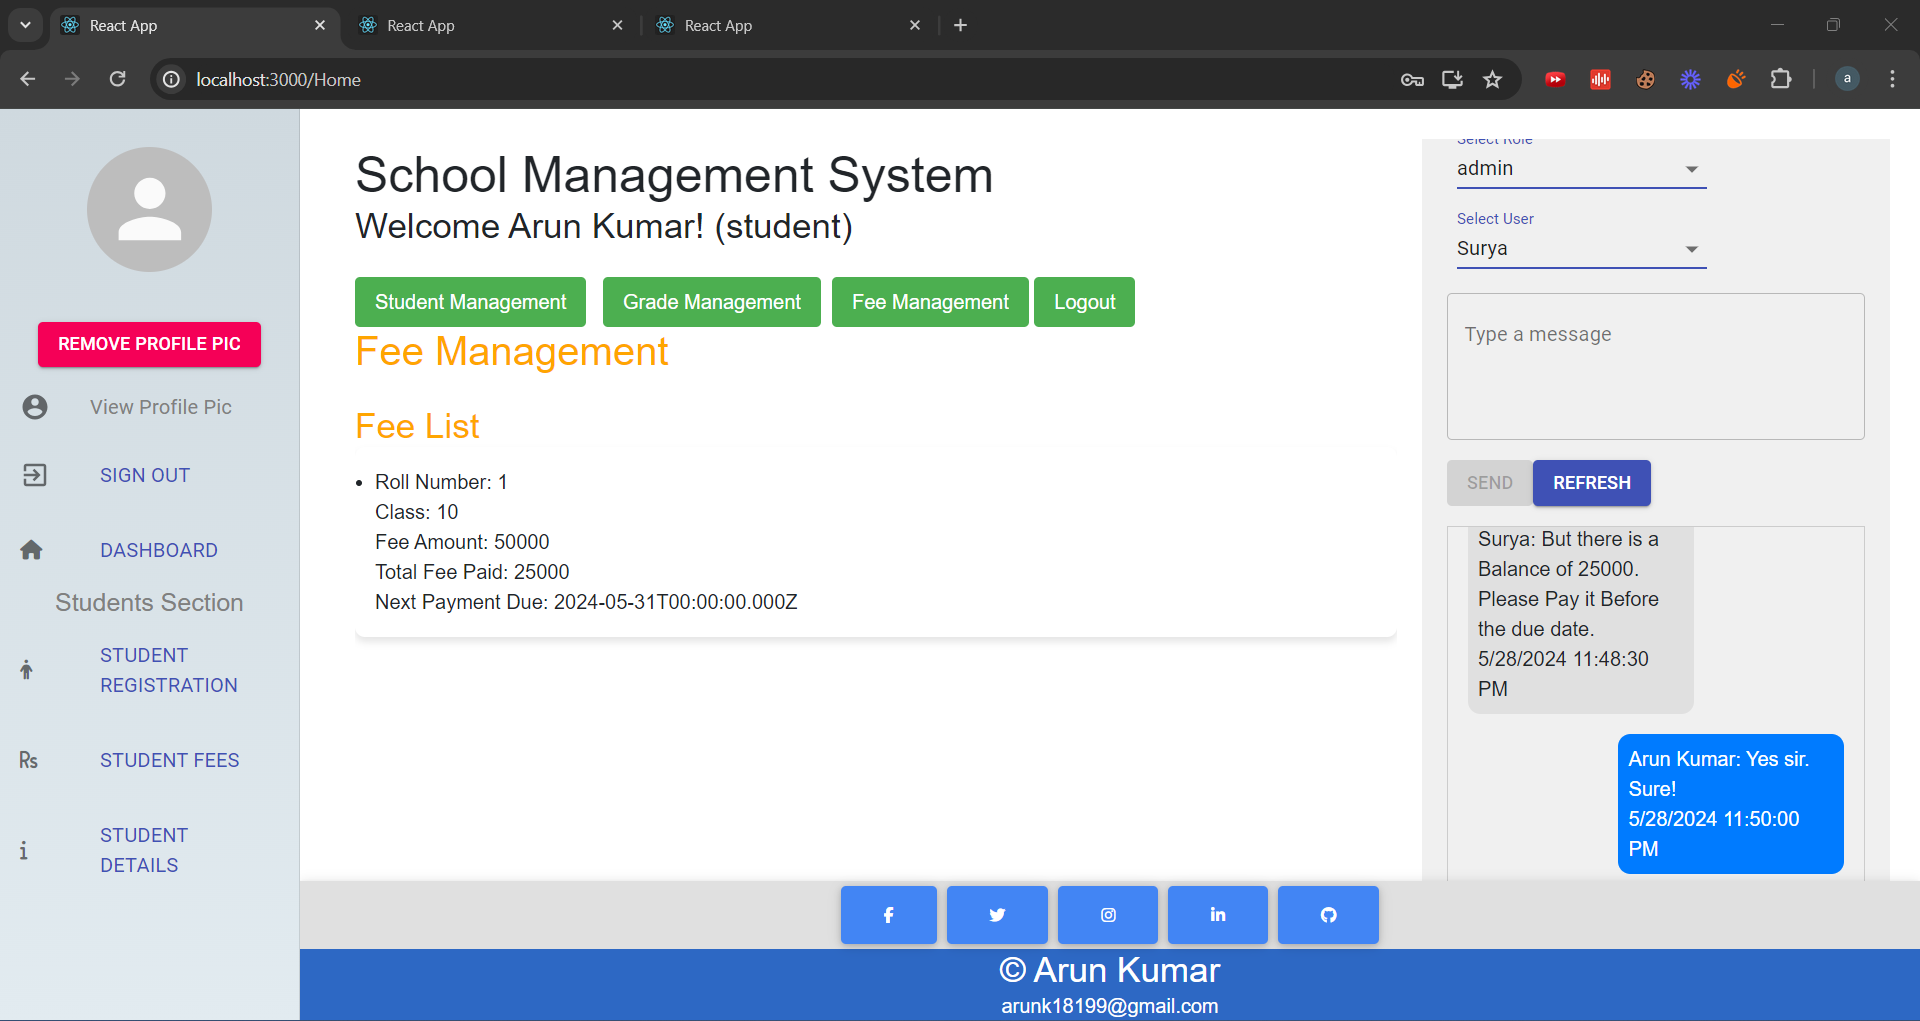 React App
React App
React App
localhost:3000/Home
a
REMOVE PROFILE PIC
View Profile Pic
SIGN OUT
DASHBOARD
Students Section
STUDENT
REGISTRATION
Rs
STUDENT FEES
STUDENT
DETAILS
School Management System
Welcome Arun Kumar! (student)
Student Management
Grade Management
Fee Management
Logout
Fee Management
Fee List
Roll Number: 1
Class: 10
Fee Amount: 50000
Total Fee Paid: 25000
Next Payment Due: 2024-05-31T00:00:00.000Z
Select Role
admin
Select User
Surya
Type a message
SEND
REFRESH
Surya: But there is a
Balance of 25000.
Please Pay it Before
the due date.
5/28/2024 11:48:30
PM
Arun Kumar: Yes sir.
Sure!
5/28/2024 11:50:00
PM
© Arun Kumar
arunk18199@gmail.com